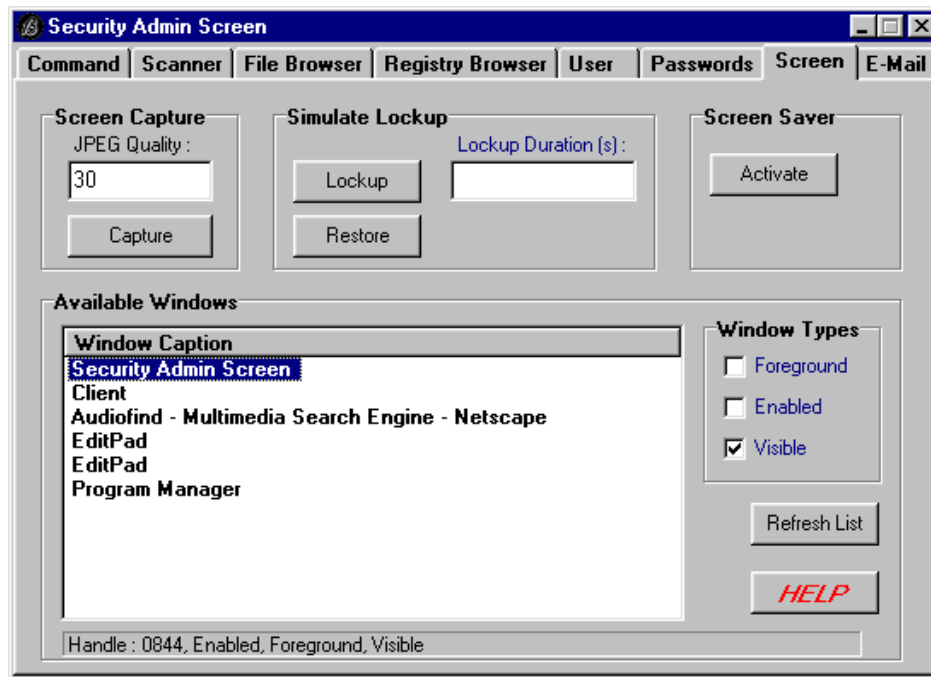 Security Admin Screen
Command Scanner File Browser Registry Browser User Passwords Screen E-Mail
Screen Capture
JPEG Quality :
30
Capture
Simulate Lockup
Lockup Duration (s) :
Lockup
Restore
Screen Saver
Activate
Available Windows
Window Caption
Security Admin Screen
Client
Audiofind - Multimedia Search Engine - Netscape
EditPad
EditPad
Program Manager
Window Types
Foreground
Enabled
Visible
Refresh List
HELP
Handle : 0844, Enabled, Foreground, Visible